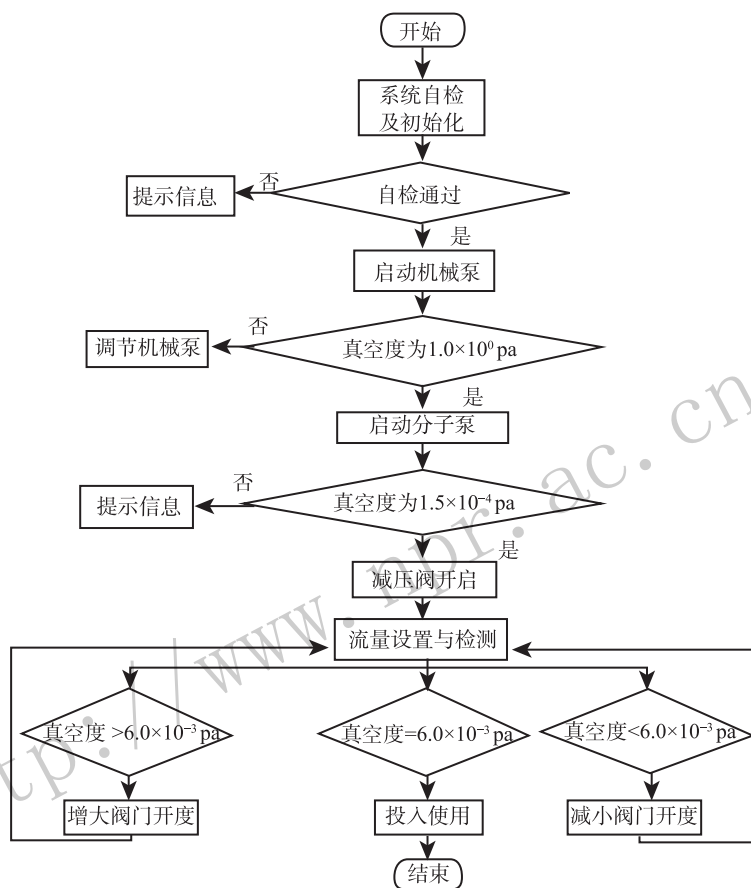 开始
系统自检
及初始化
否
提示信息
自检通过
是
启动机械泵
否
调节机械泵
真空度为1.0×10⁰ pa
是
启动分子泵
否
提示信息
真空度为1.5×10⁻⁴ pa
是
减压阀开启
流量设置与检测
真空度 >6.0×10⁻³ pa
真空度=6.0×10⁻³ pa
真空度<6.0×10⁻³ pa
增大阀门开度
投入使用
减小阀门开度
结束
tp://www.npr.ac.cn